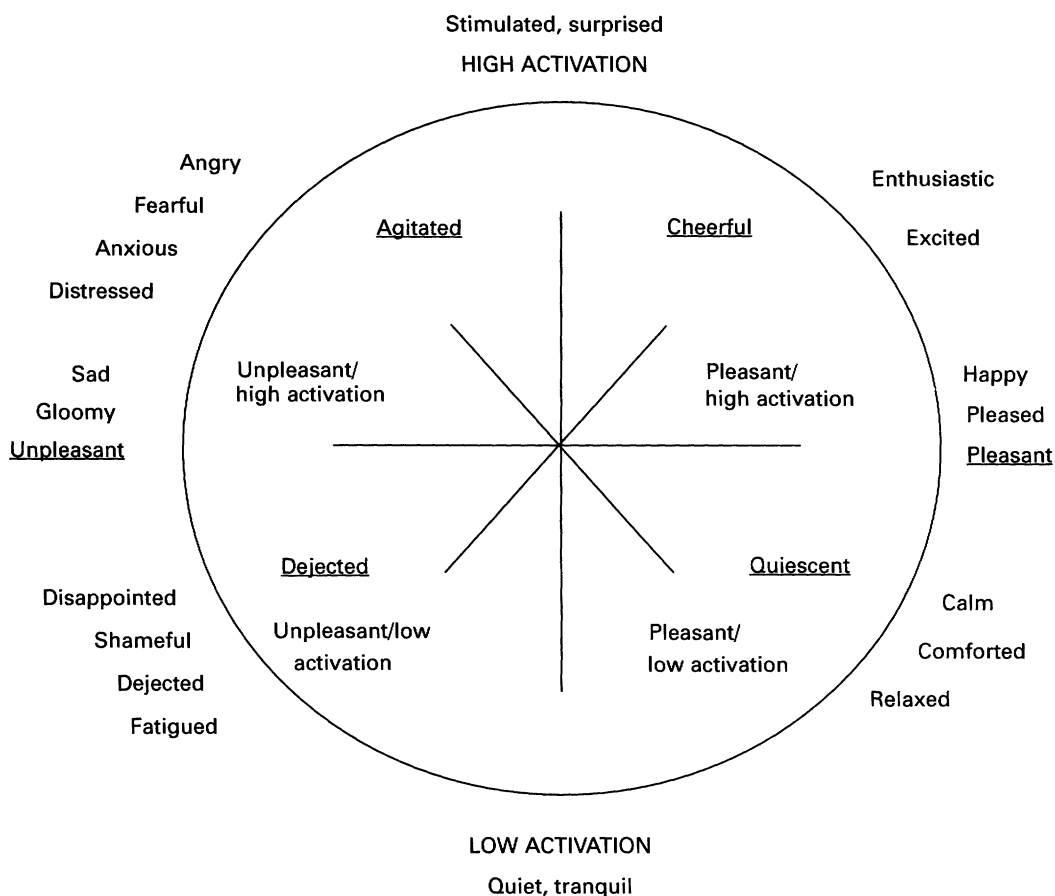 Stimulated, surprised
HIGH ACTIVATION
Angry
Fearful
Anxious
Distressed
Enthusiastic
Excited
Agitated
Cheerful
Sad
Gloomy
Unpleasant
Unpleasant/
high activation
Pleasant/
high activation
Happy
Pleased
Pleasant
Dejected
Quiescent
Disappointed
Shameful
Dejected
Fatigued
Unpleasant/low
activation
Pleasant/
low activation
Calm
Comforted
Relaxed
LOW ACTIVATION
Quiet, tranquil